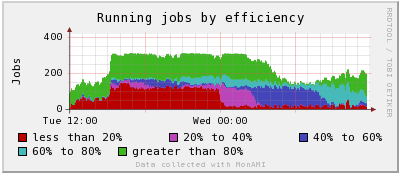 Running jobs by efficiency
RRDTOOL / TOBI OETIKER
Jobs
400
200
0
Tue 12:00 Wed 00:00
less than 20% 20% to 40% 40% to 60%
60% to 80% greater than 80%
Data collected with MonAMI